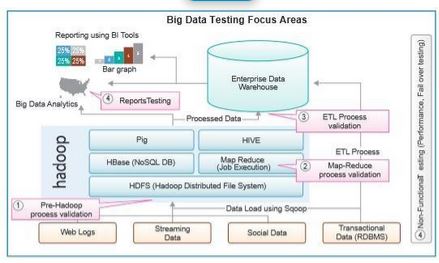 Big Data Testing Focus Areas
Reporting using BI Tools
25% 25%
25% 25%
Bar graph
Enterprise Data
Warehouse
4 ReportsTesting
Big Data Analytics
Processed Data
3 ETL Process
validation
Pig
HIVE
ETL Process
HBase (NoSQL DB)
Map Reduce
(Job Execution)
2 Map-Reduce
process validation
HDFS (Hadoop Distributed File System)
hadoop
1 Pre-Hadoop
process validation
Data Load using Sqoop
Web Logs
Streaming
Data
Social Data
Transactional
Data (RDBMS)
4 Non-FunctionalT esting (Performance, Fail over testing)